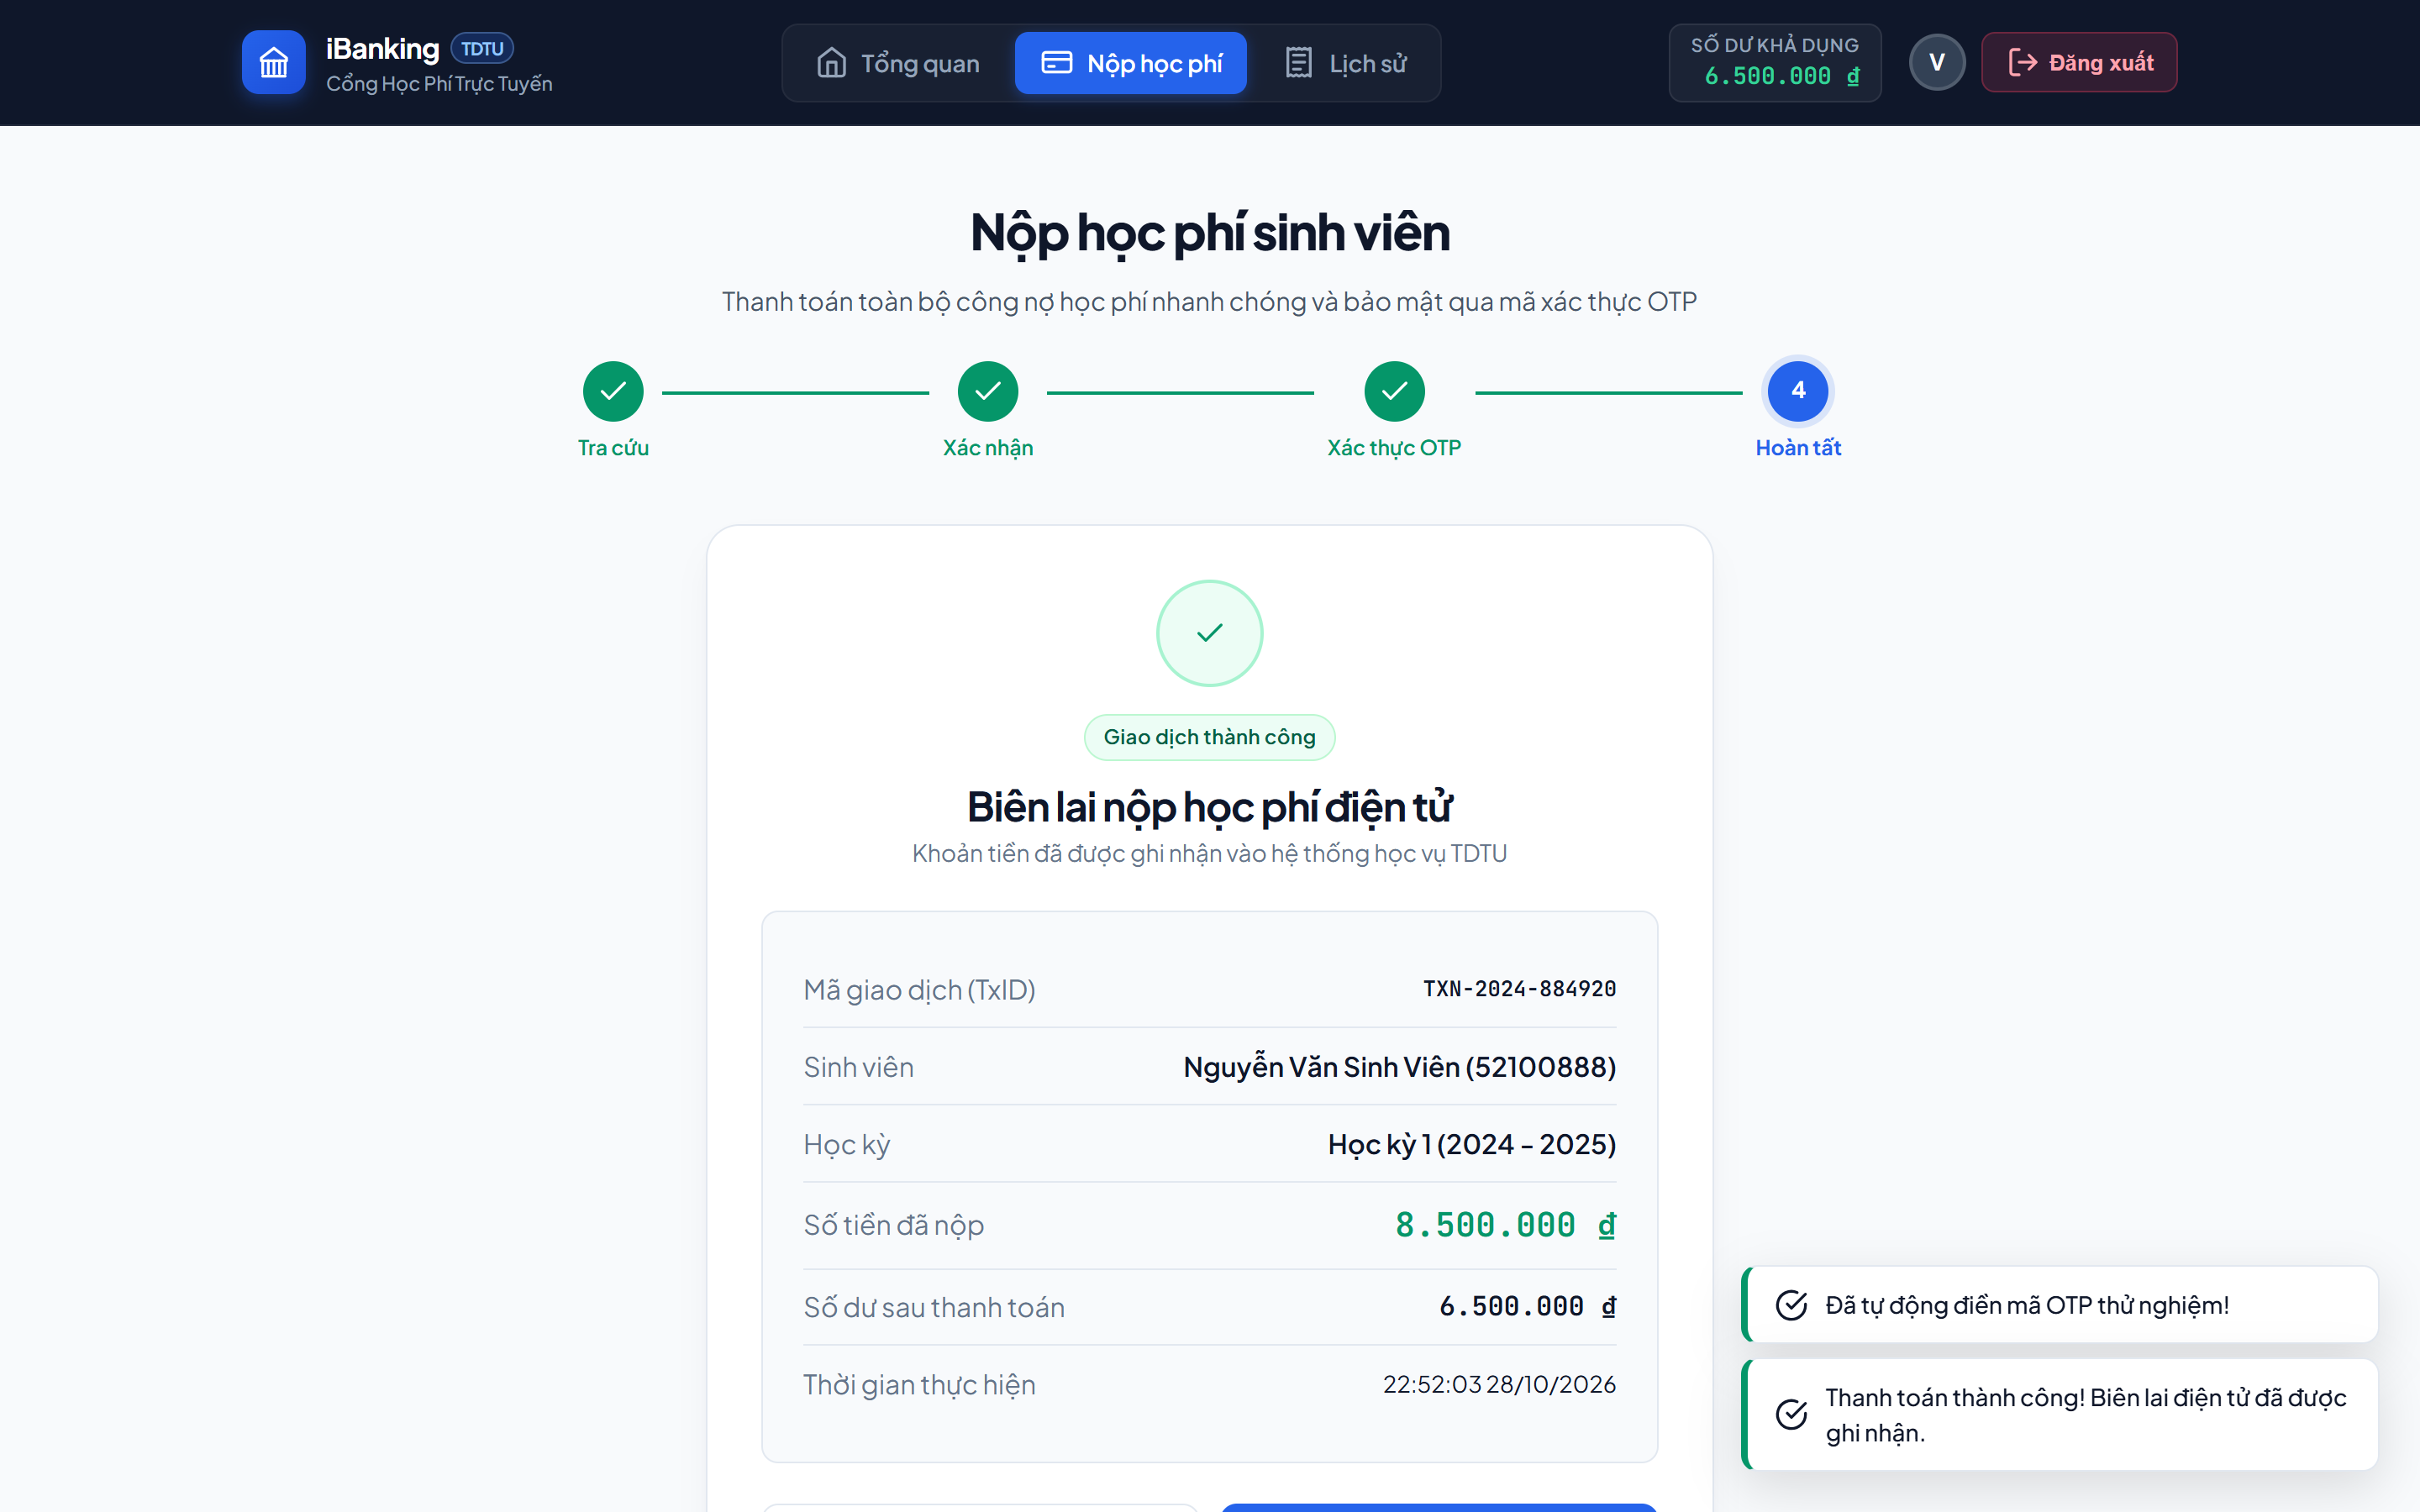 iBanking TDTU
Cổng Học Phí Trực Tuyến
Tổng quan
Nộp học phí
Lịch sử
SỐ DƯ KHẢ DỤNG
6.500.000 ₫
V
Đăng xuất
Nộp học phí sinh viên
Thanh toán toàn bộ công nợ học phí nhanh chóng và bảo mật qua mã xác thực OTP
4
Tra cứu
Xác nhận
Xác thực OTP
Hoàn tất
Giao dịch thành công
Biên lai nộp học phí điện tử
Khoản tiền đã được ghi nhận vào hệ thống học vụ TDTU
Mã giao dịch (TxID) TXN-2024-884920
Sinh viên Nguyễn Văn Sinh Viên (52100888)
Học kỳ Học kỳ 1 (2024 - 2025)
Số tiền đã nộp 8.500.000 ₫
Số dư sau thanh toán 6.500.000 ₫
Thời gian thực hiện 22:52:03 28/10/2026
Đã tự động điền mã OTP thử nghiệm!
Thanh toán thành công! Biên lai điện tử đã được
ghi nhận.